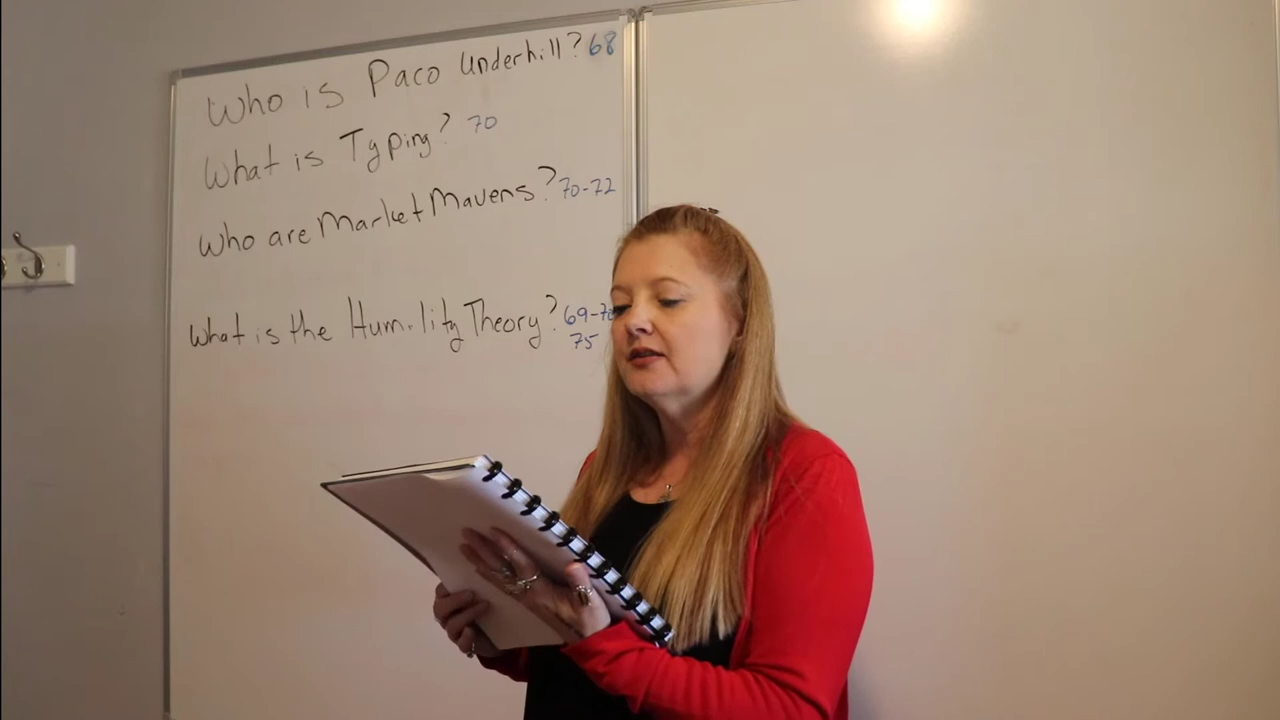 Who is Paco Underhill? 68
What is Typing? 70
Who are Market Mavens? 70-72
What is the Humility Theory? 69-70
75